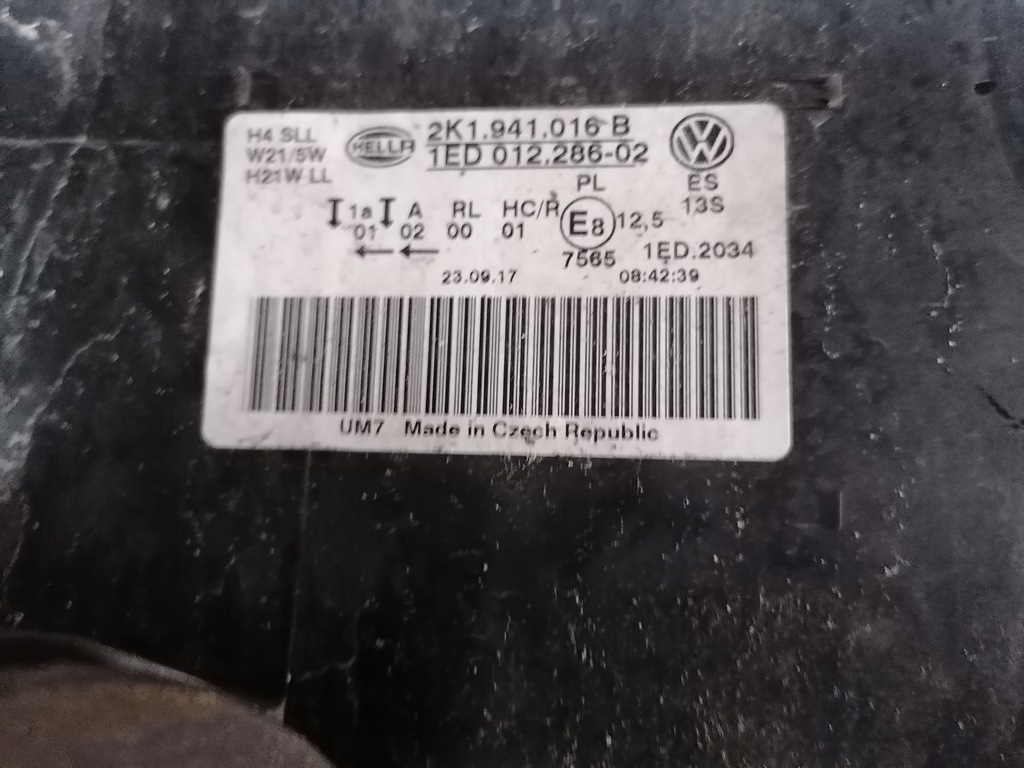 H4 SLL HELLA 2K1.941.016 B
W21/5W 1ED 012.286-02
H21W LL
PL ES
1a A RL HC/R E8 12,5 13S
01 02 00 01
7565 1ED.2034
23.09.17 08:42:39
UM7 Made in Czech Republic